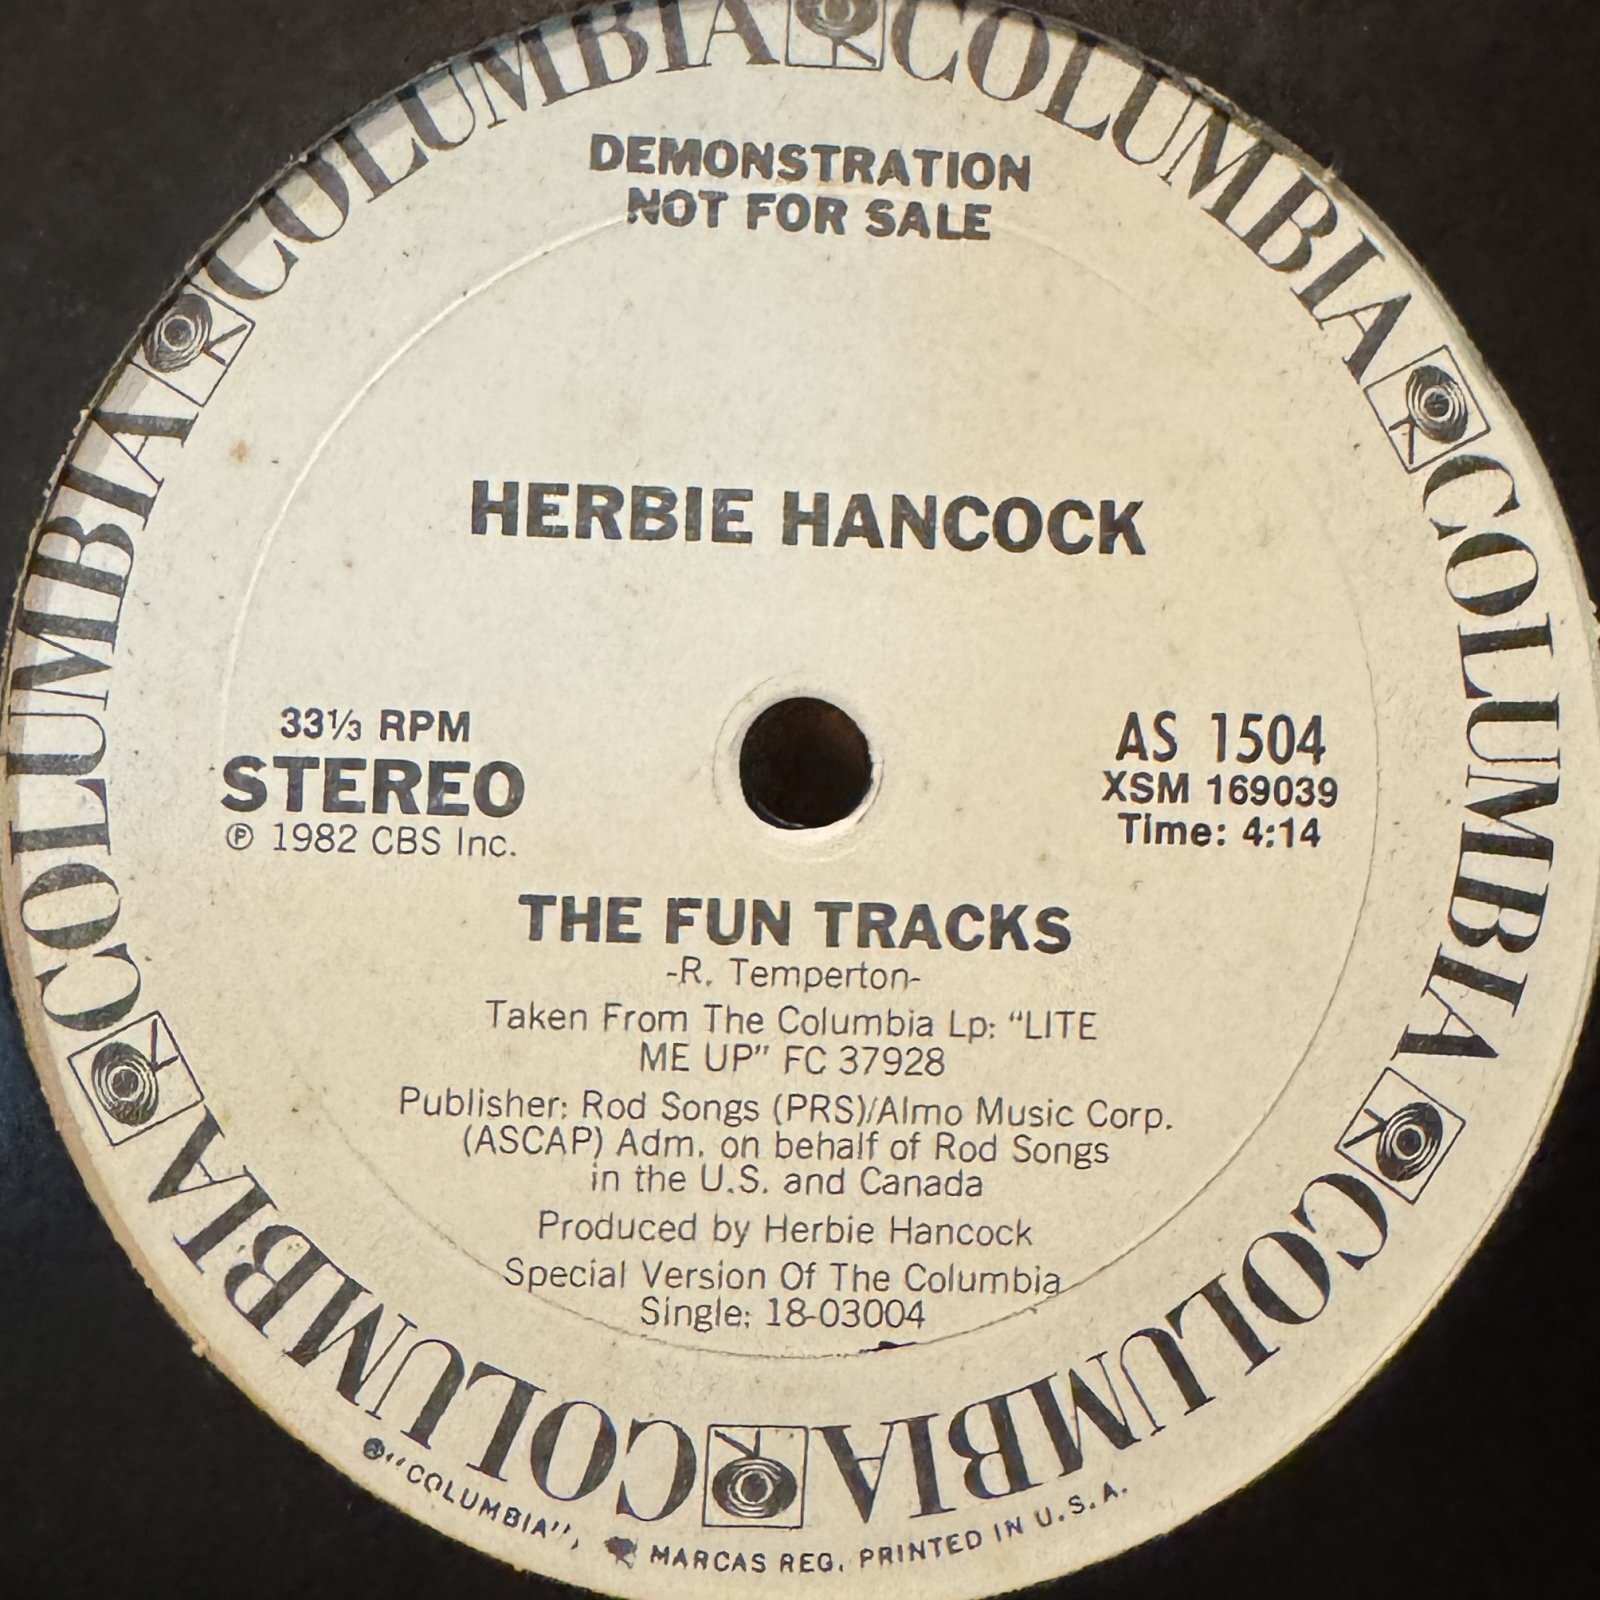 COLUMBIA COLUMBIA COLUMBIA COLUMBIA COLUMBIA COLUMBIA COLUMBIA
DEMONSTRATION
NOT FOR SALE
HERBIE HANCOCK
33⅓ RPM
STEREO
℗ 1982 CBS Inc.
AS 1504
XSM 169039
Time: 4:14
THE FUN TRACKS
-R. Temperton-
Taken From The Columbia Lp: "LITE
ME UP" FC 37928
Publisher: Rod Songs (PRS)/Almo Music Corp.
(ASCAP) Adm. on behalf of Rod Songs
in the U.S. and Canada
Produced by Herbie Hancock
Special Version Of The Columbia
Single: 18-03004
® "COLUMBIA", MARCAS REG. PRINTED IN U.S.A.